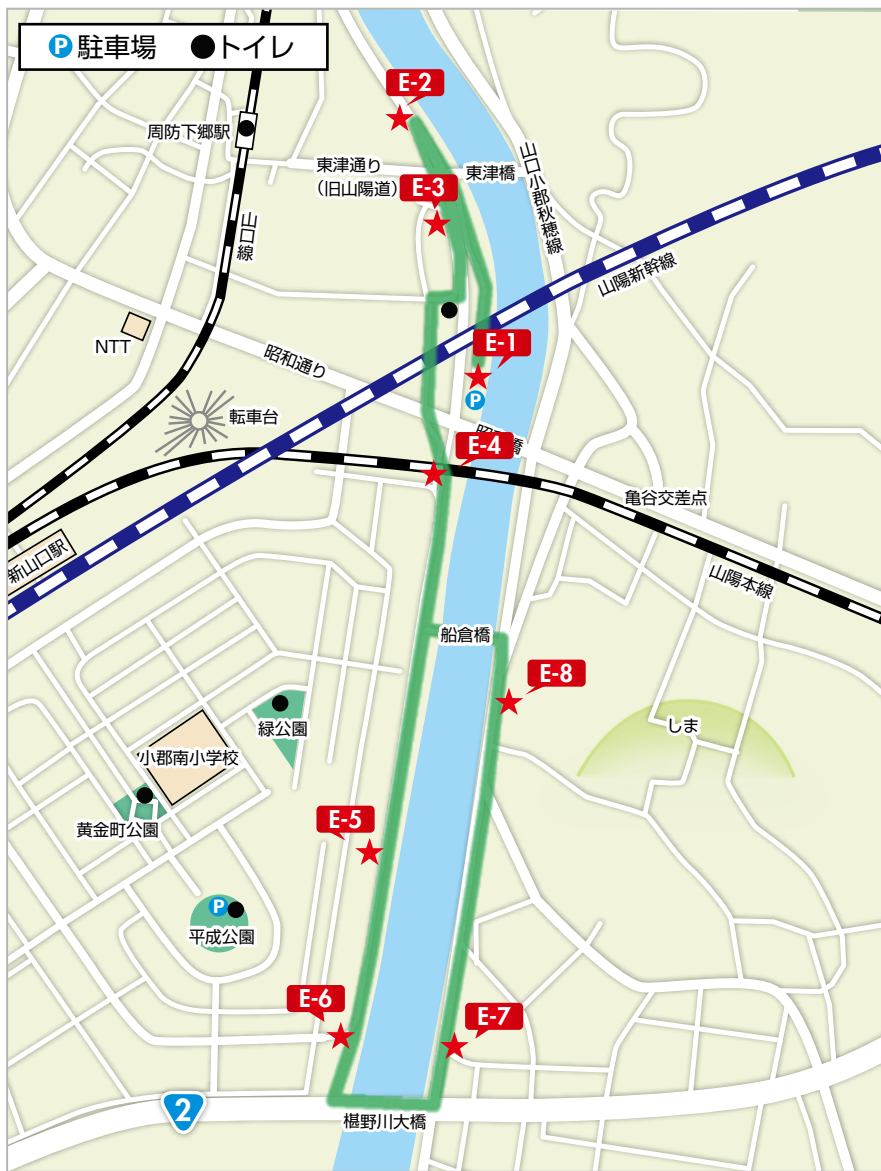 P 駐車場 ●トイレ
E-2
周防下郷駅
東津通り
(旧山陽道)
東津橋
E-3
山口小郡秋穂線
山口線
山陽新幹線
NTT
昭和通り
E-1
P
転車台
E-4
亀谷交差点
新山口駅
山陽本線
船倉橋
E-8
緑公園
しま
小郡南小学校
黄金町公園
E-5
P
平成公園
E-6
E-7
2
椹野川大橋